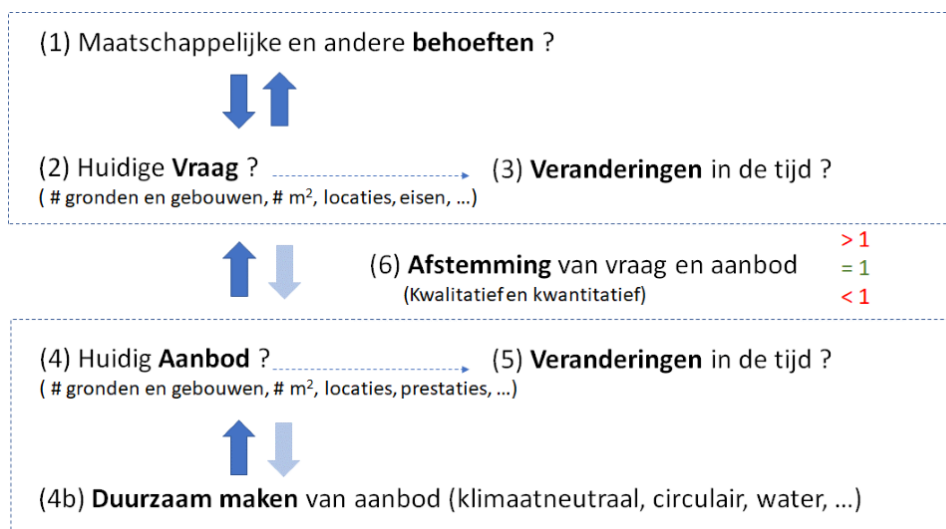 (1) Maatschappelijke en andere behoeften ?
(2) Huidige Vraag ?
(3) Veranderingen in de tijd ?
( # gronden en gebouwen, # m², locaties, eisen, ...)
> 1
(6) Afstemming van vraag en aanbod
= 1
(Kwalitatief en kwantitatief)
< 1
(4) Huidig Aanbod ?
(5) Veranderingen in de tijd ?
( # gronden en gebouwen, # m², locaties, prestaties, ...)
(4b) Duurzaam maken van aanbod (klimaatneutraal, circulair, water, ...)